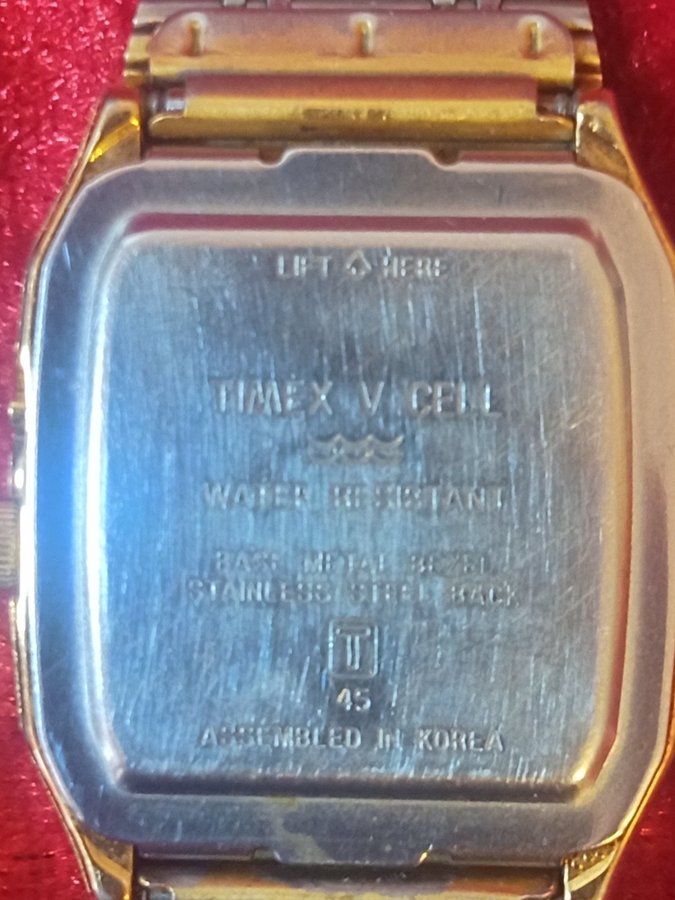 LIFT HERE
TIMEX V CELL
WATER RESISTANT
BASE METAL BEZEL
STAINLESS STEEL BACK
T
45
ASSEMBLED IN KOREA